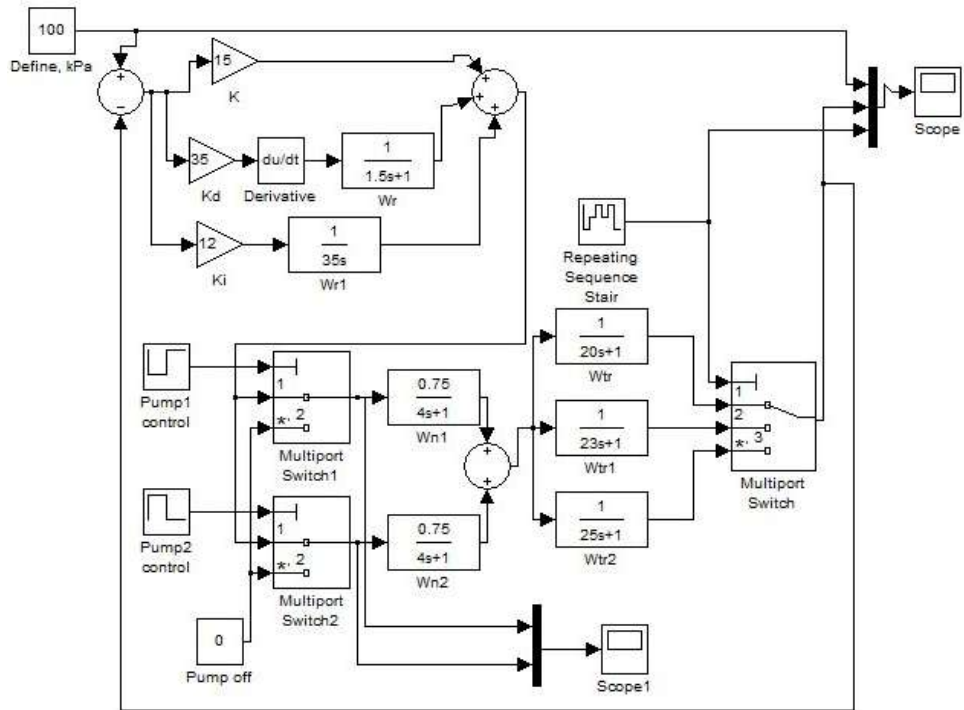 100
Define, kPa
+
−
15
K
+
+
+
35
Kd
du/dt
Derivative
1
1.5s+1
Wr
12
Ki
1
35s
Wr1
Scope
Repeating
Sequence
Stair
Pump1
control
1
2
*,
Multiport
Switch1
0.75
4s+1
Wn1
+
+
1
20s+1
Wtr
1
23s+1
Wtr1
1
25s+1
Wtr2
1
2
*, 3
Multiport
Switch
Pump2
control
1
2
*,
Multiport
Switch2
0.75
4s+1
Wn2
0
Pump off
Scope1